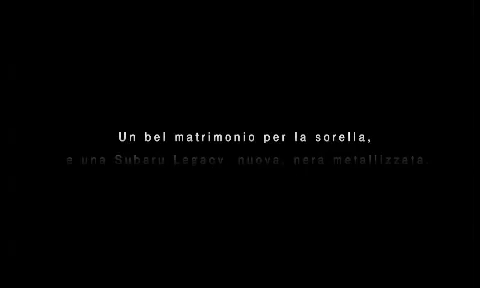 Un bel matrimonio per la sorella,
e una Subaru Legacy nuova, nera metallizzata.